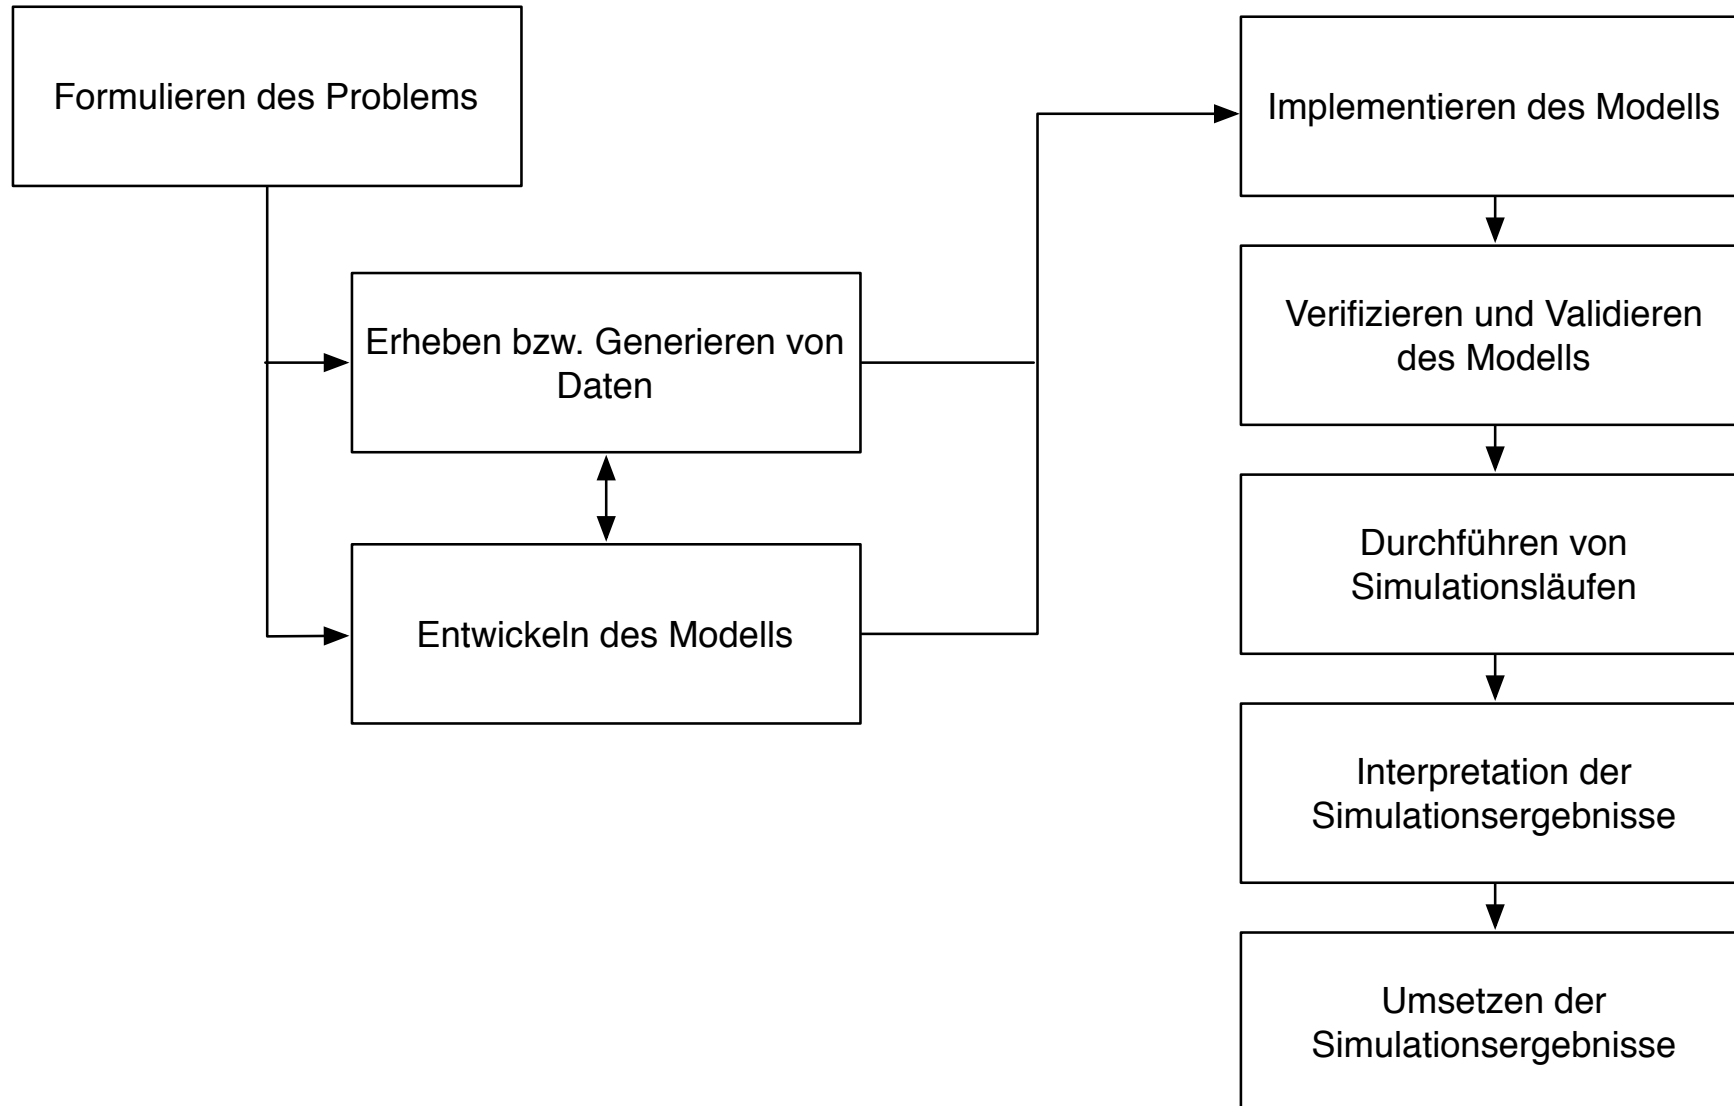 Formulieren des Problems
Erheben bzw. Generieren von
Daten
Entwickeln des Modells
Implementieren des Modells
Verifizieren und Validieren
des Modells
Durchführen von
Simulationsläufen
Interpretation der
Simulationsergebnisse
Umsetzen der
Simulationsergebnisse